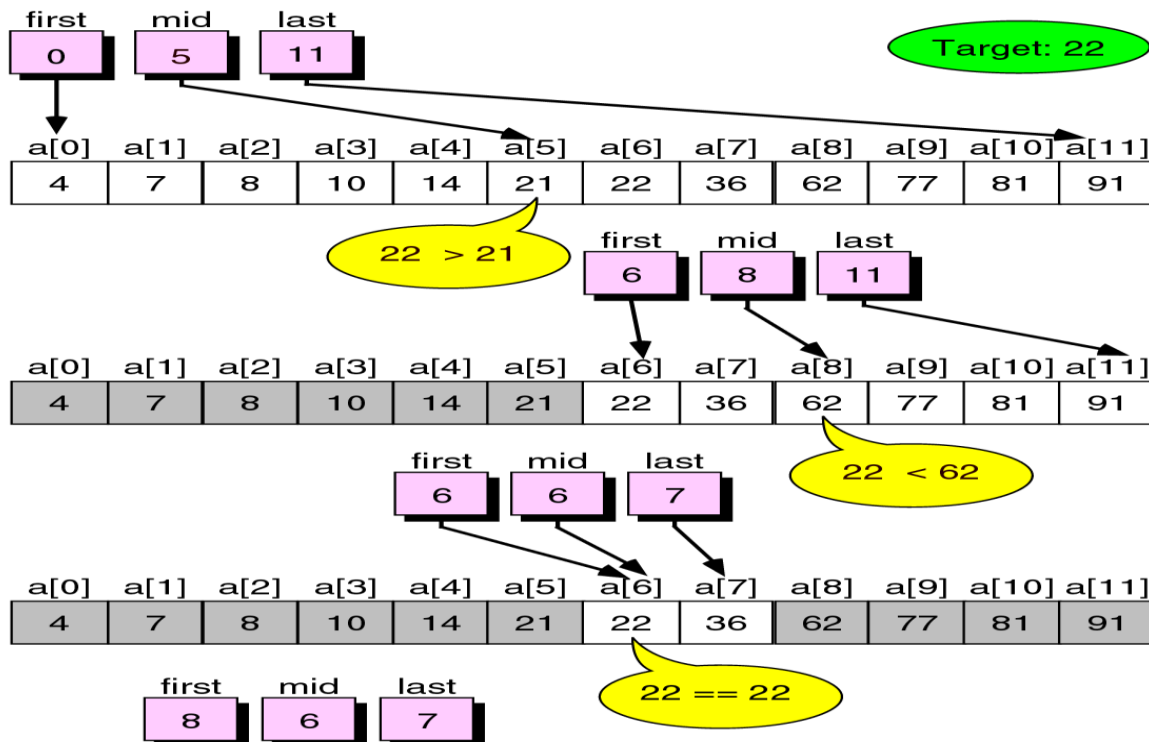 first mid last
0 5 11
Target: 22
a[0] a[1] a[2] a[3] a[4] a[5] a[6] a[7] a[8] a[9] a[10] a[11]
4 7 8 10 14 21 22 36 62 77 81 91
22 > 21
first mid last
6 8 11
a[0] a[1] a[2] a[3] a[4] a[5] a[6] a[7] a[8] a[9] a[10] a[11]
4 7 8 10 14 21 22 36 62 77 81 91
22 < 62
first mid last
6 6 7
a[0] a[1] a[2] a[3] a[4] a[5] a[6] a[7] a[8] a[9] a[10] a[11]
4 7 8 10 14 21 22 36 62 77 81 91
22 == 22
first mid last
8 6 7